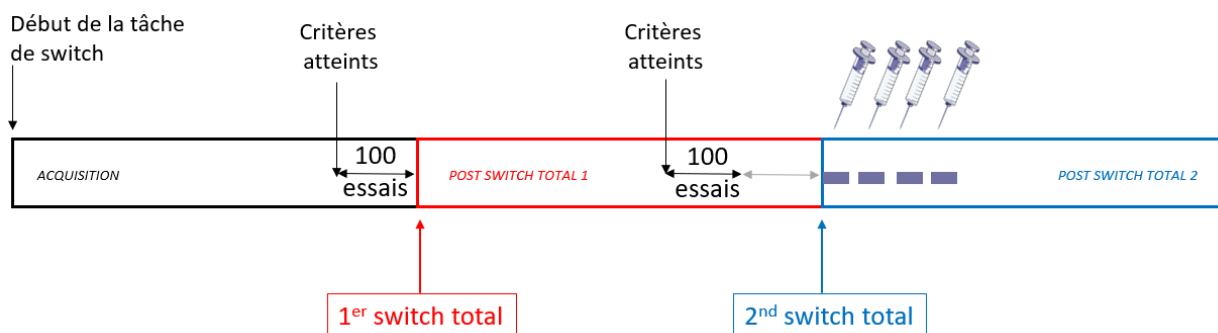 Début de la tâche
de switch
Critères
atteints
Critères
atteints
ACQUISITION
100
essais
POST SWITCH TOTAL 1
100
essais
POST SWITCH TOTAL 2
1er switch total
2nd switch total